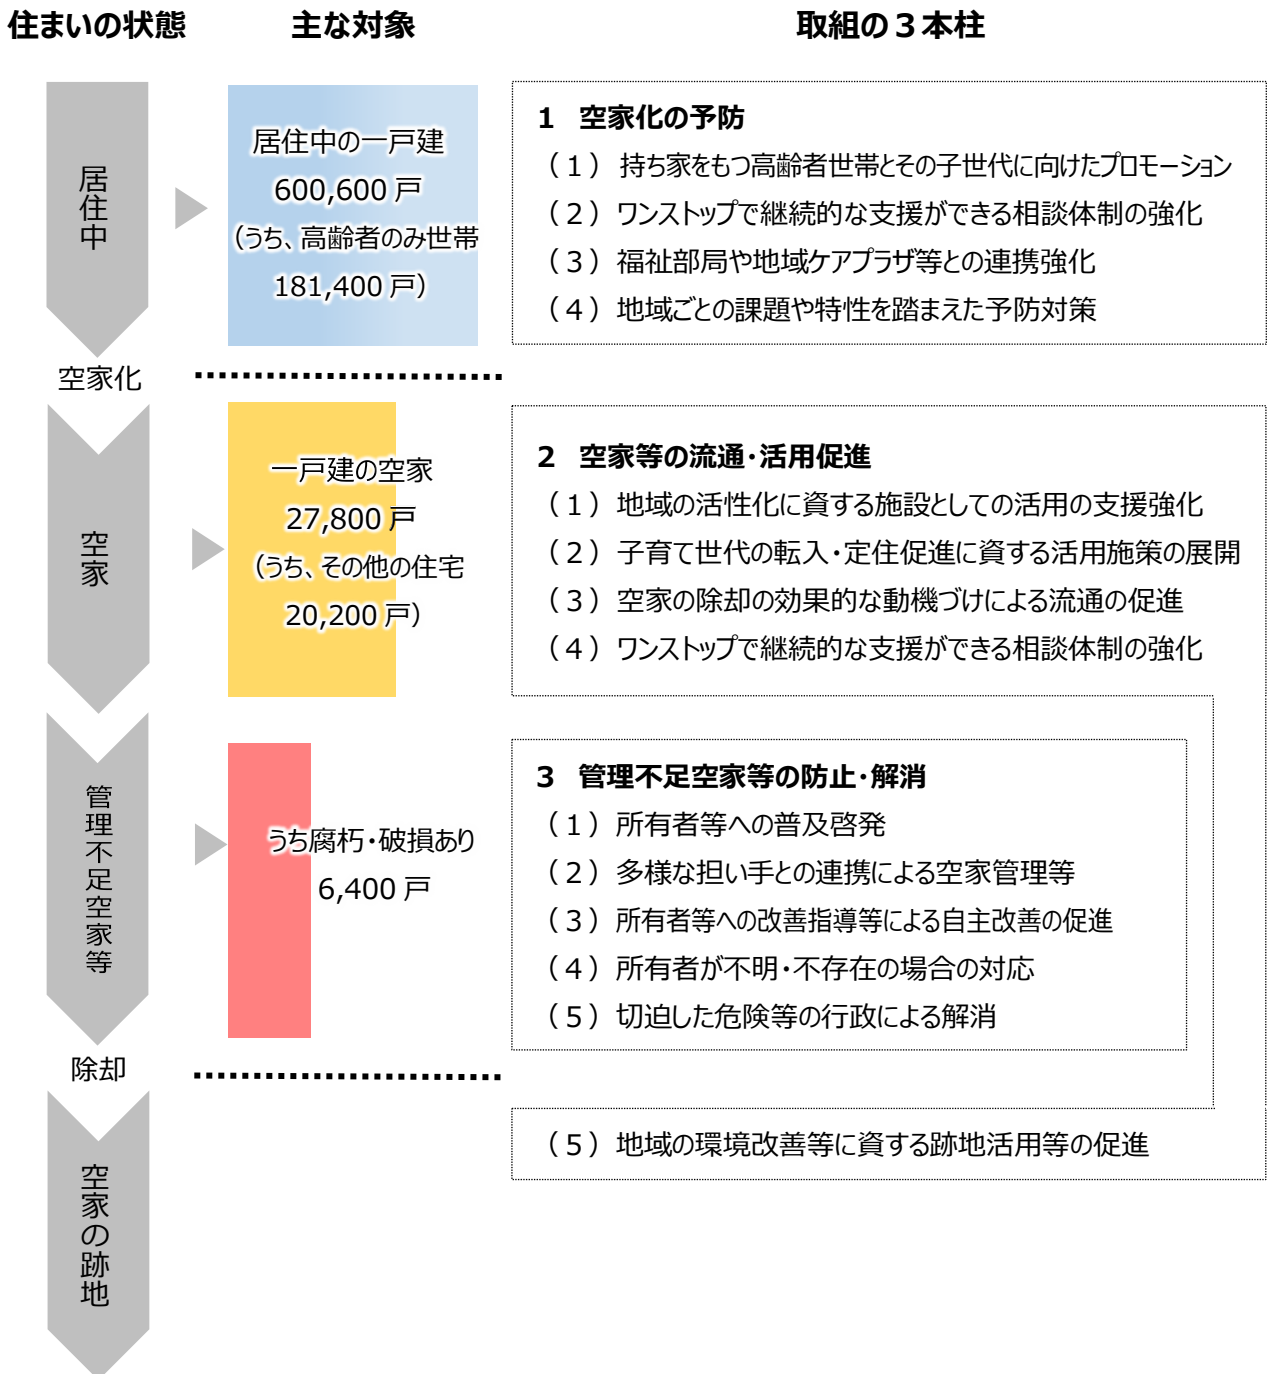 住まいの状態
主な対象
取組の３本柱
居住中
居住中の一戸建
600,600 戸
（うち、高齢者のみ世帯
181,400 戸）
1 空家化の予防
（１）持ち家をもつ高齢者世帯とその子世代に向けたプロモーション
（２）ワンストップで継続的な支援ができる相談体制の強化
（３）福祉部局や地域ケアプラザ等との連携強化
（４）地域ごとの課題や特性を踏まえた予防対策
空家化
空家
一戸建の空家
27,800 戸
（うち、その他の住宅
20,200 戸）
2 空家等の流通・活用促進
（１）地域の活性化に資する施設としての活用の支援強化
（２）子育て世代の転入・定住促進に資する活用施策の展開
（３）空家の除却の効果的な動機づけによる流通の促進
（４）ワンストップで継続的な支援ができる相談体制の強化
管理不足空家等
うち腐朽・破損あり
6,400 戸
3 管理不足空家等の防止・解消
（１）所有者等への普及啓発
（２）多様な担い手との連携による空家管理等
（３）所有者等への改善指導等による自主改善の促進
（４）所有者が不明・不存在の場合の対応
（５）切迫した危険等の行政による解消
除却
（５）地域の環境改善等に資する跡地活用等の促進
空家の跡地